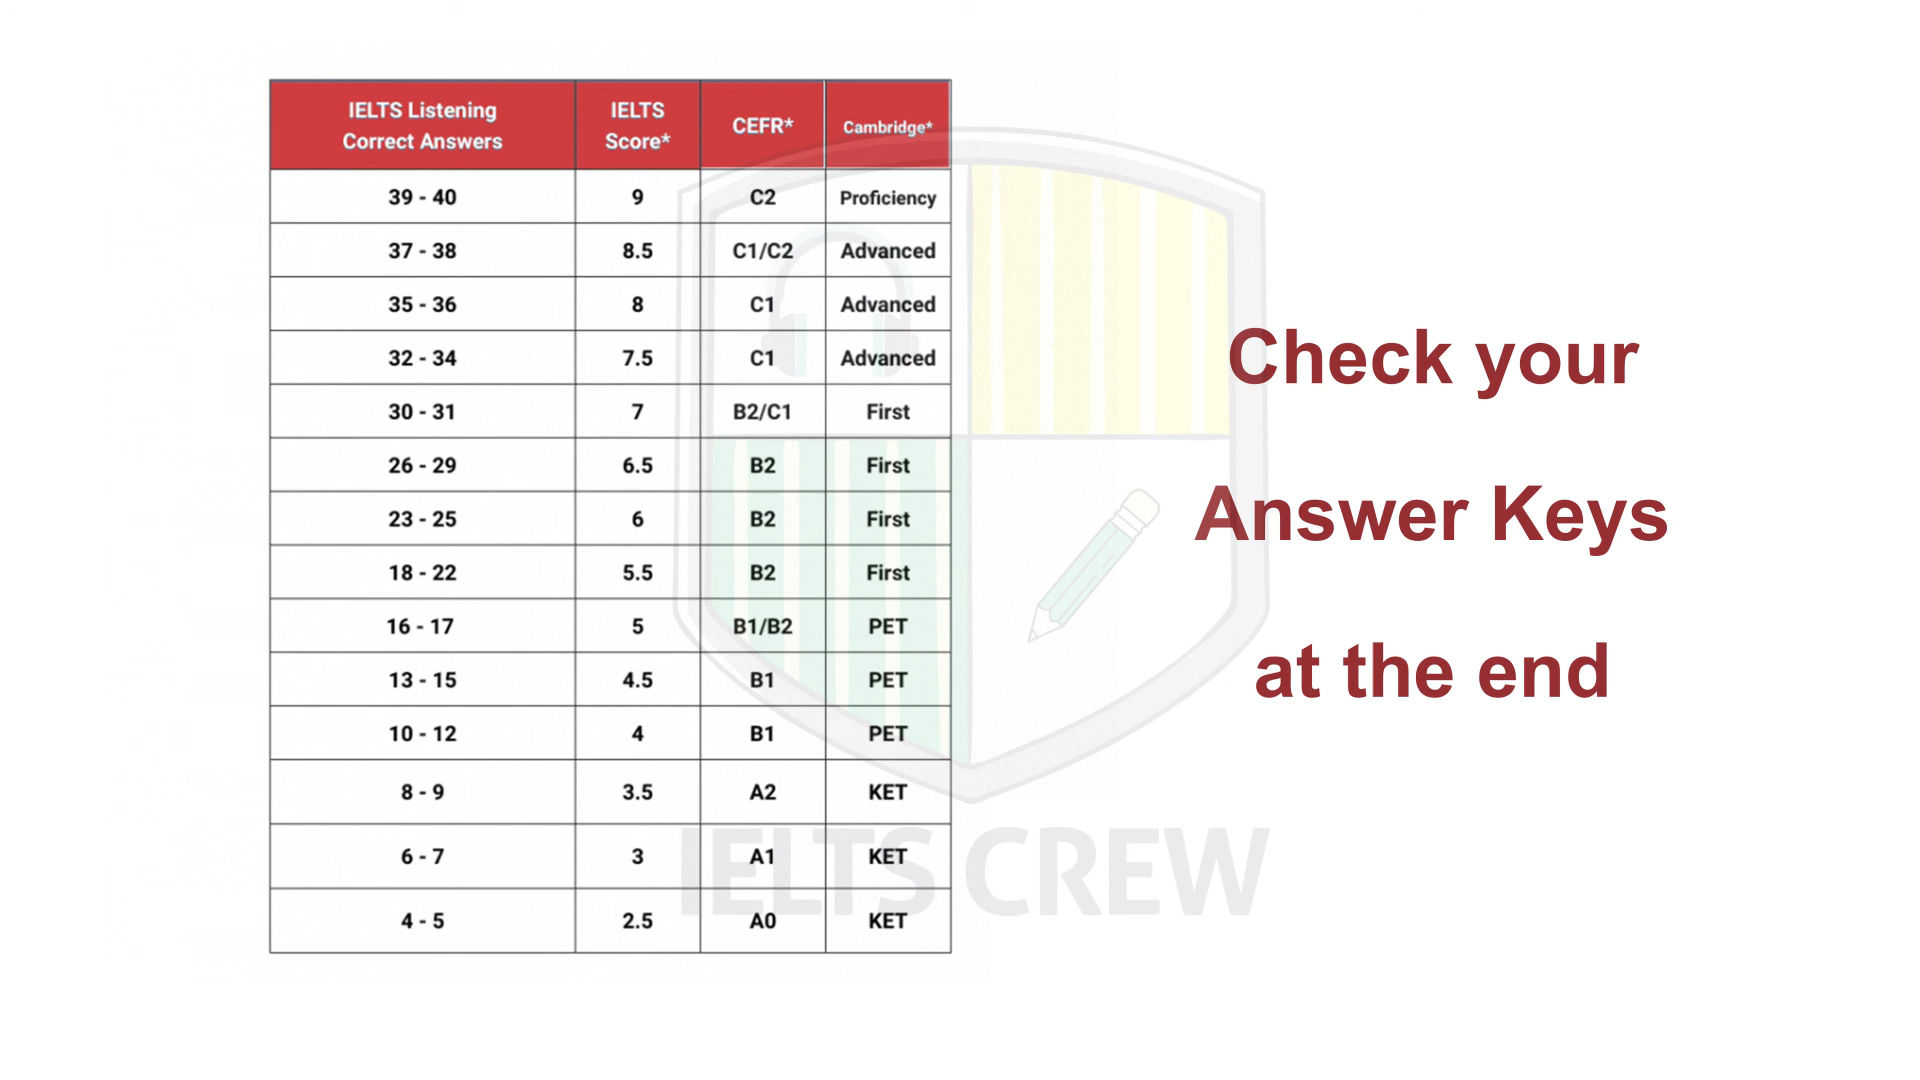 IELTS Listening Correct Answers IELTS Score* CEFR* Cambridge*
39 - 40 9 C2 Proficiency
37 - 38 8.5 C1/C2 Advanced
35 - 36 8 C1 Advanced
32 - 34 7.5 C1 Advanced
30 - 31 7 B2/C1 First
26 - 29 6.5 B2 First
23 - 25 6 B2 First
18 - 22 5.5 B2 First
16 - 17 5 B1/B2 PET
13 - 15 4.5 B1 PET
10 - 12 4 B1 PET
8 - 9 3.5 A2 KET
6 - 7 3 A1 KET
4 - 5 2.5 A0 KET
Check your
Answer Keys
at the end
IELTS CREW